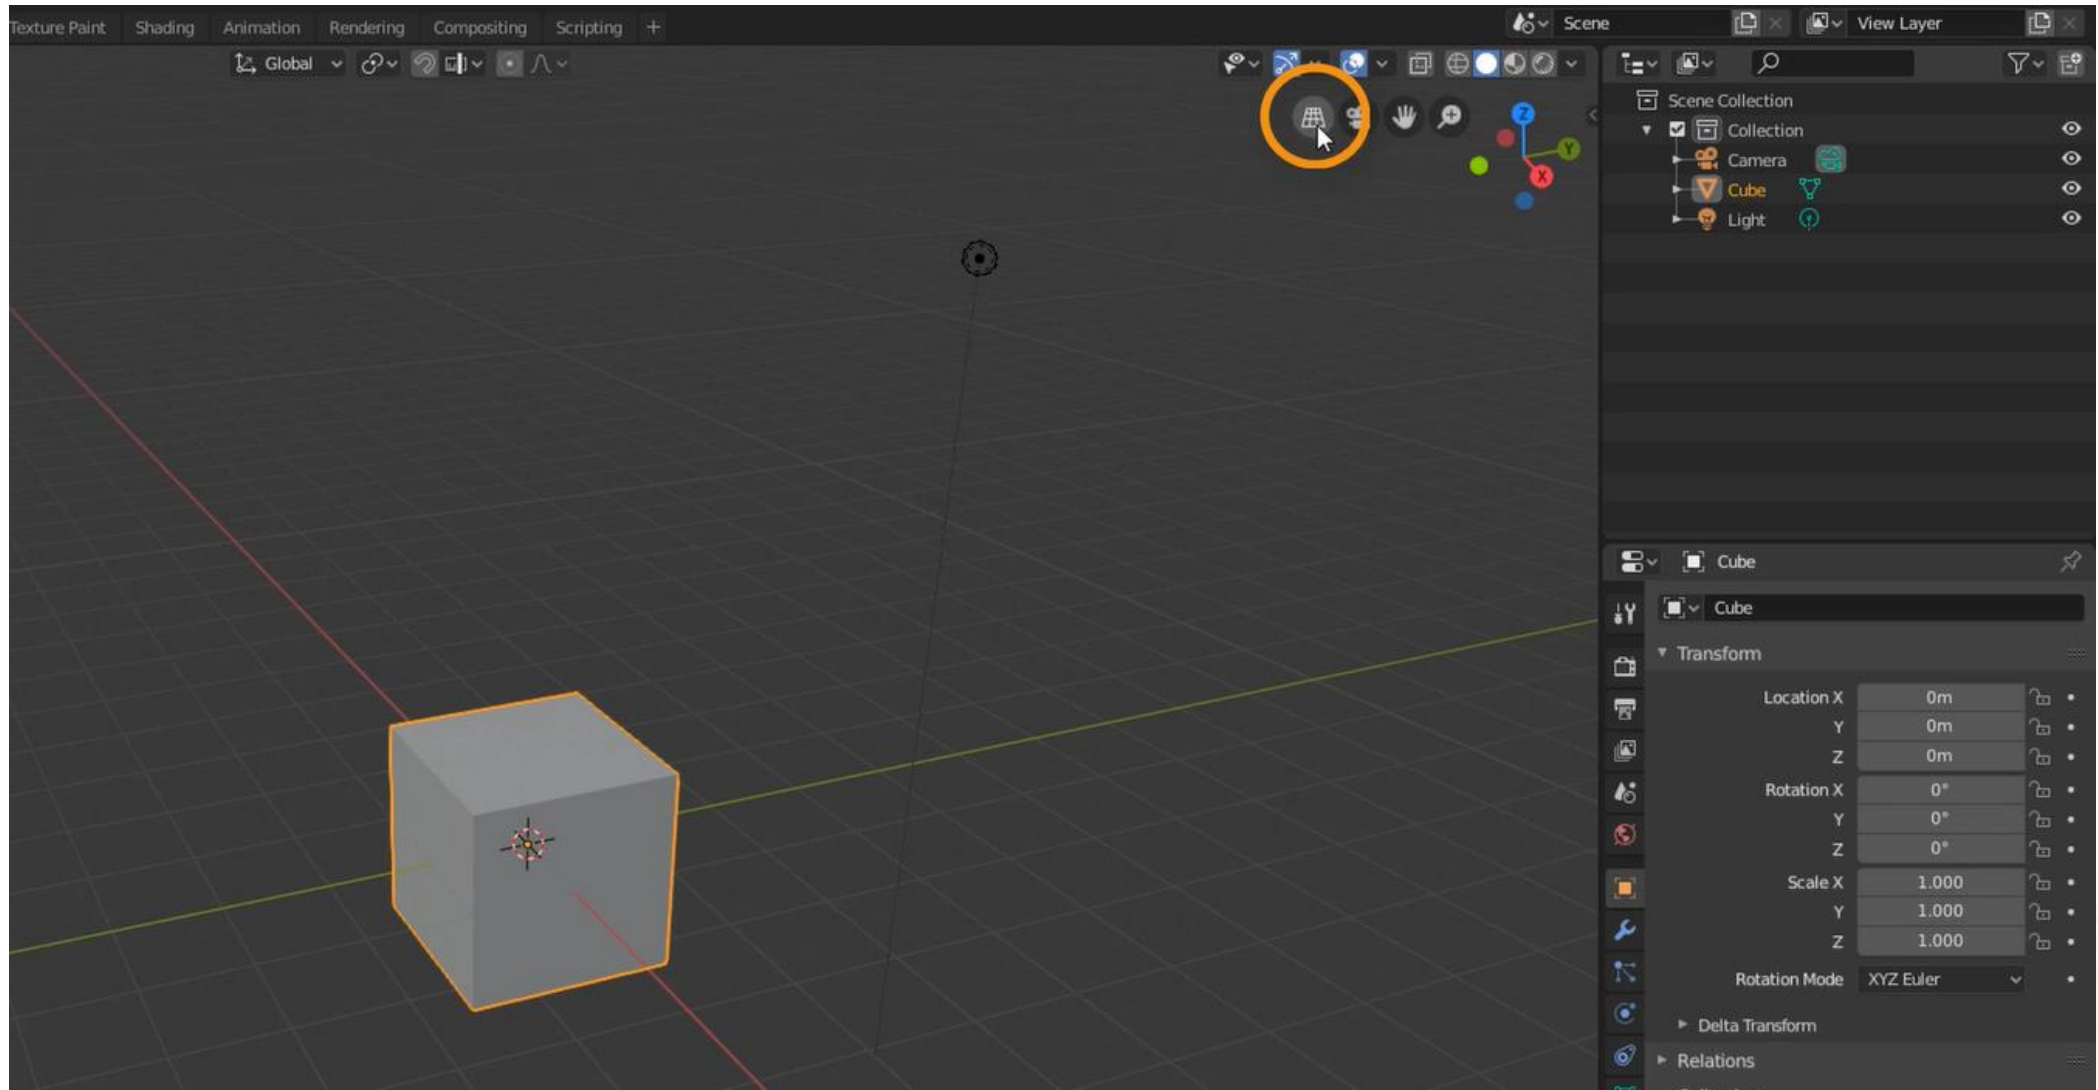 Texture Paint Shading Animation Rendering Compositing Scripting +
Scene
View Layer
Global
Scene Collection
Collection
Camera
Cube
Light
Z
Y
X
Cube
Cube
Transform
Location X 0m
Y 0m
Z 0m
Rotation X 0°
Y 0°
Z 0°
Scale X 1.000
Y 1.000
Z 1.000
Rotation Mode XYZ Euler
Delta Transform
Relations